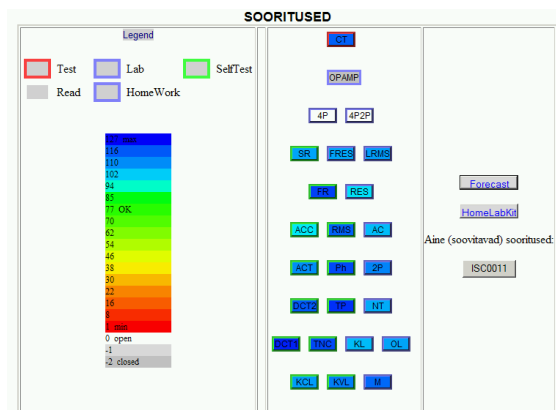 SOORITUSED
Legend
Test
Lab
SelfTest
Read
HomeWork
max
116
110
102
94
85
77 OK
70
62
54
46
38
30
22
16
8
1 min
0 open
-1
-2 closed
CT
OPAMP
4P 4P2P
SR FRES LRMS
FR RES
ACC RMS AC
ACT Ph 2P
DCT2 TP NT
DCT1 TNC KL OL
KCL KVL M
Forecast
HomeLabKit
Aine (soovitavad) sooritused:
ISC0011